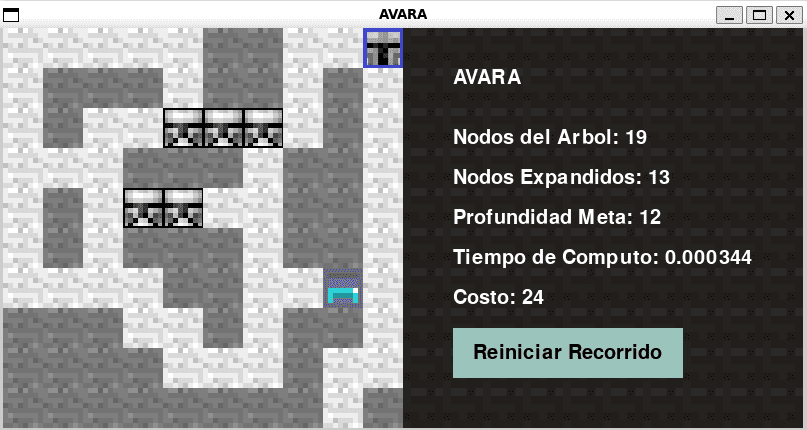 AVARA
AVARA
Nodos del Arbol: 19
Nodos Expandidos: 13
Profundidad Meta: 12
Tiempo de Computo: 0.000344
Costo: 24
Reiniciar Recorrido